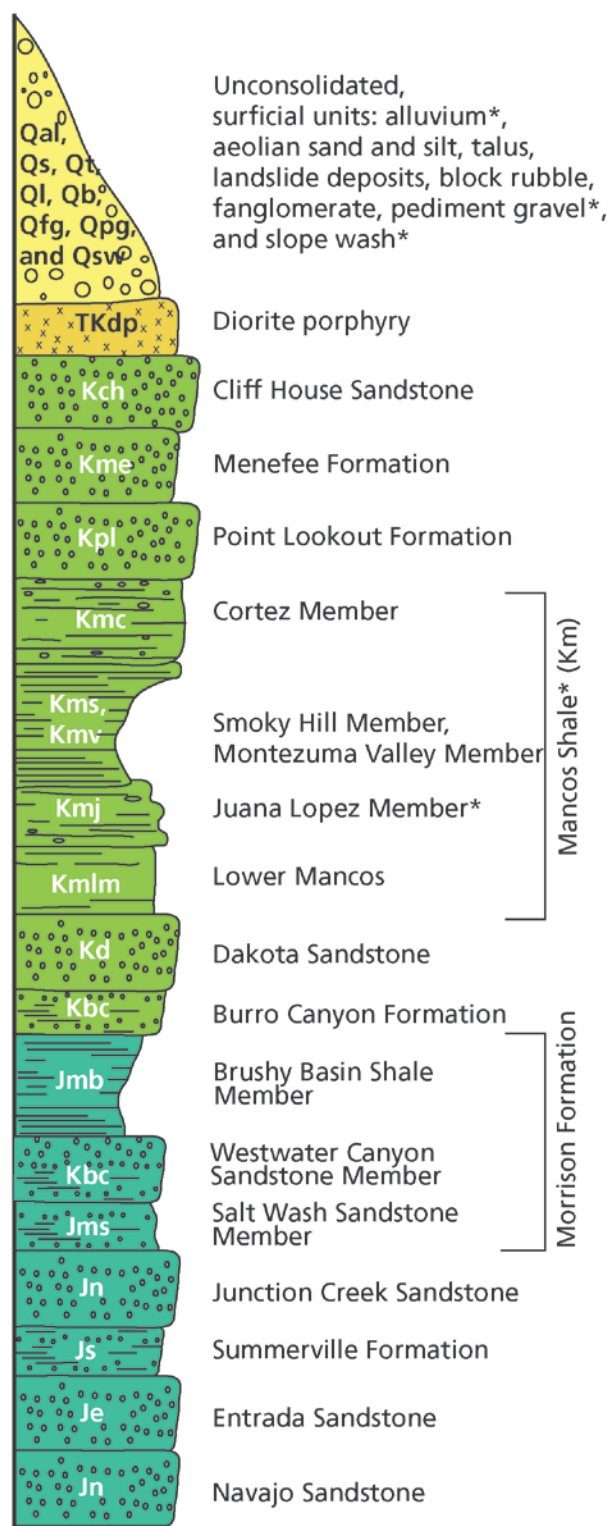 Qal,
Qs, Qt,
Ql, Qb,
Qfg, Qpg,
and Qsw
Unconsolidated,
surficial units: alluvium*,
aeolian sand and silt, talus,
landslide deposits, block rubble,
fanglomerate, pediment gravel*,
and slope wash*
TKdp
Diorite porphyry
Kch
Cliff House Sandstone
Kme
Menefee Formation
Kpl
Point Lookout Formation
Kmc
Cortez Member
Kms,
Kmv
Smoky Hill Member,
Montezuma Valley Member
Kmj
Juana Lopez Member*
Kmlm
Lower Mancos
Mancos Shale* (Km)
Kd
Dakota Sandstone
Kbc
Burro Canyon Formation
Jmb
Brushy Basin Shale
Member
Kbc
Westwater Canyon
Sandstone Member
Jms
Salt Wash Sandstone
Member
Morrison Formation
Jn
Junction Creek Sandstone
Js
Summerville Formation
Je
Entrada Sandstone
Jn
Navajo Sandstone